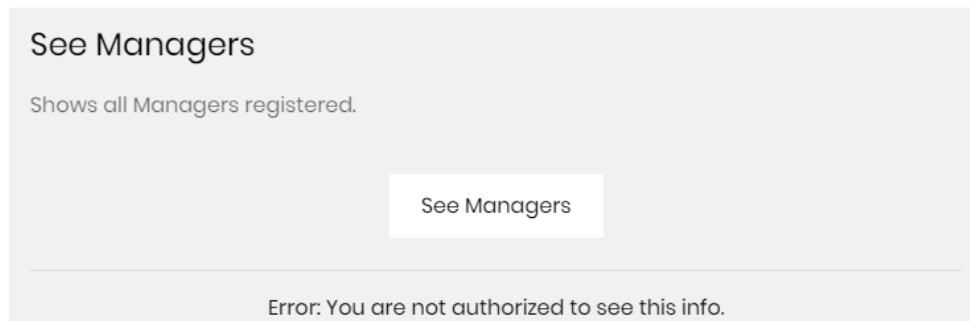 See Managers
Shows all Managers registered.
See Managers
Error: You are not authorized to see this info.